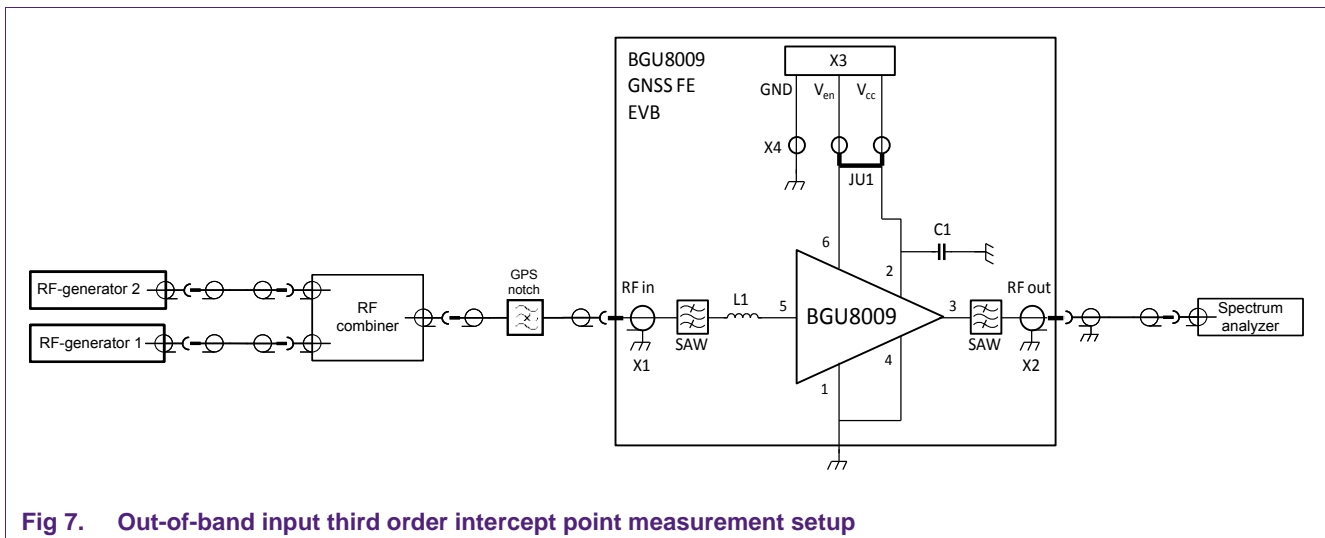 BGU8009
GNSS FE
EVB
X3
GND
Ven
Vcc
X4
JU1
C1
6
2
RF-generator 2
RF-generator 1
RF
combiner
GPS
notch
RF in
X1
SAW
L1
5
BGU8009
3
1
4
SAW
RF out
X2
Spectrum
analyzer
Fig 7. Out-of-band input third order intercept point measurement setup